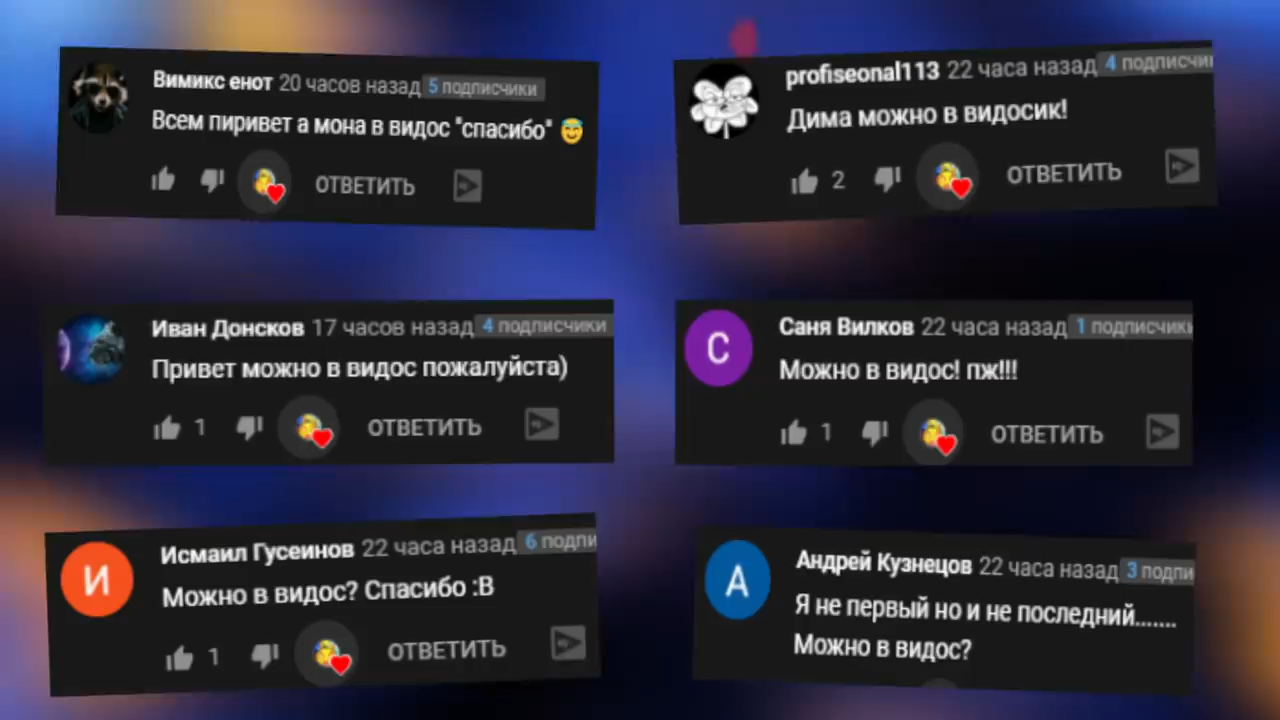 Вимикс енот 20 часов назад 5 подписчики
Всем пиривет а мона в видос "спасибо"
ОТВЕТИТЬ
profiseonal113 22 часа назад 4 подписчи
Дима можно в видосик!
2 ОТВЕТИТЬ
Иван Донсков 17 часов назад 4 подписчики
Привет можно в видос пожалуйста)
1 ОТВЕТИТЬ
Саня Вилков 22 часа назад 1 подписчики
С
Можно в видос! пж!!!
1 ОТВЕТИТЬ
Исмаил Гусеинов 22 часа назад 6 подпи
И
Можно в видос? Спасибо :В
1 ОТВЕТИТЬ
Андрей Кузнецов 22 часа назад 3 подпи
А
Я не первый но и не последний.......
Можно в видос?